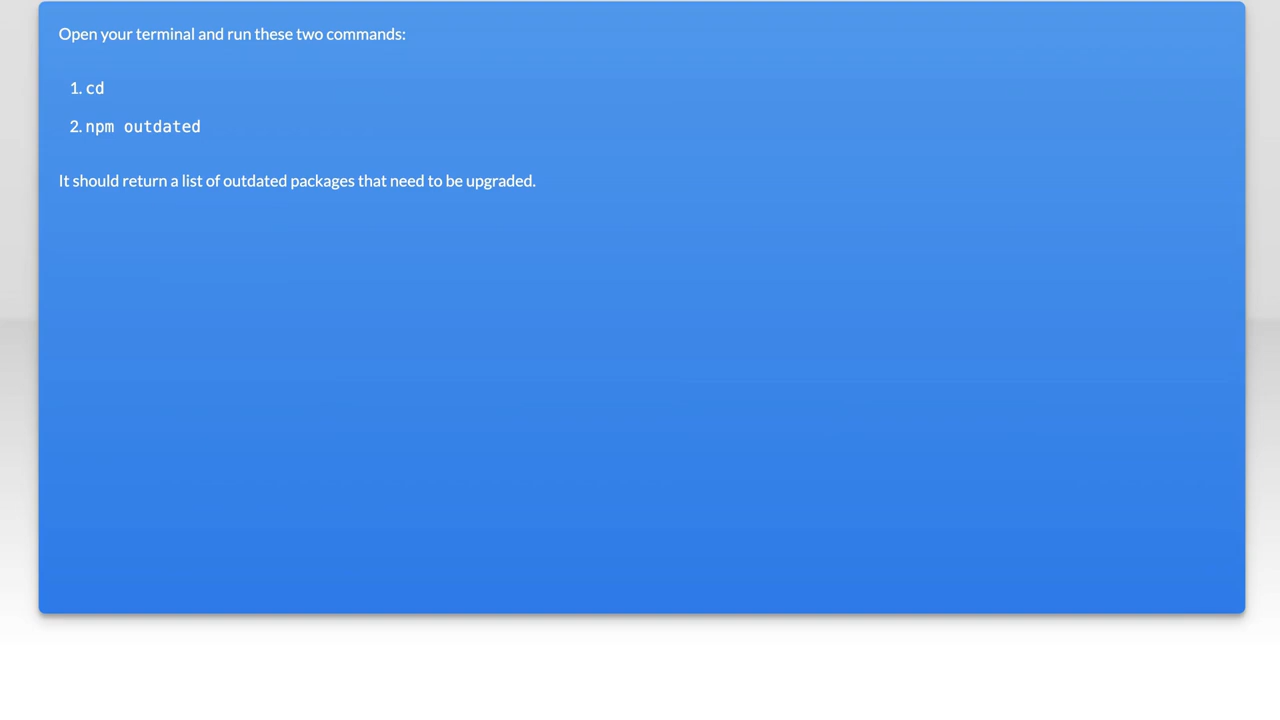 Open your terminal and run these two commands:
1. cd
2. npm outdated
It should return a list of outdated packages that need to be upgraded.